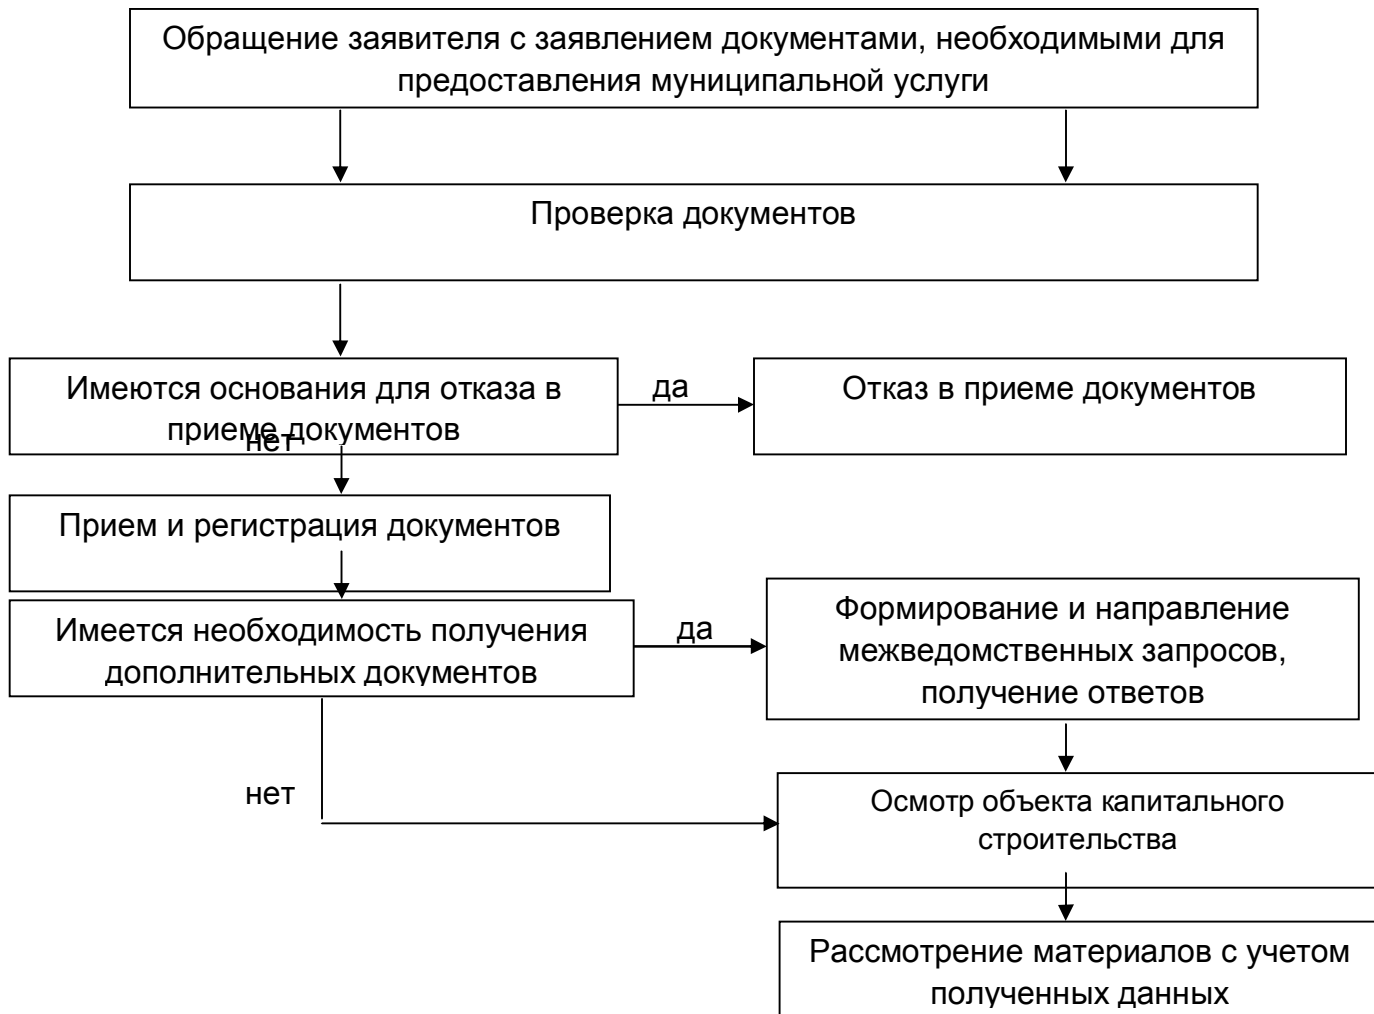 Обращение заявителя с заявлением документами, необходимыми для
предоставления муниципальной услуги
Проверка документов
Имеются основания для отказа в
приеме документов
да
Отказ в приеме документов
нет
Прием и регистрация документов
Имеется необходимость получения
дополнительных документов
да
Формирование и направление
межведомственных запросов,
получение ответов
нет
Осмотр объекта капитального
строительства
Рассмотрение материалов с учетом
полученных данных